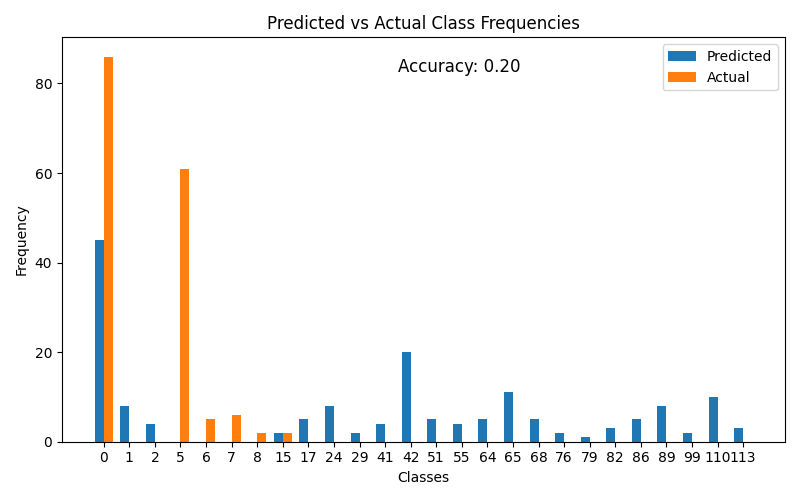 Predicted vs Actual Class Frequencies
Accuracy: 0.20
Predicted
Actual
80
60
40
20
0
Frequency
0 1 2 5 6 7 8 15 17 24 29 41 42 51 55 64 65 68 76 79 82 86 89 99 110 113
Classes